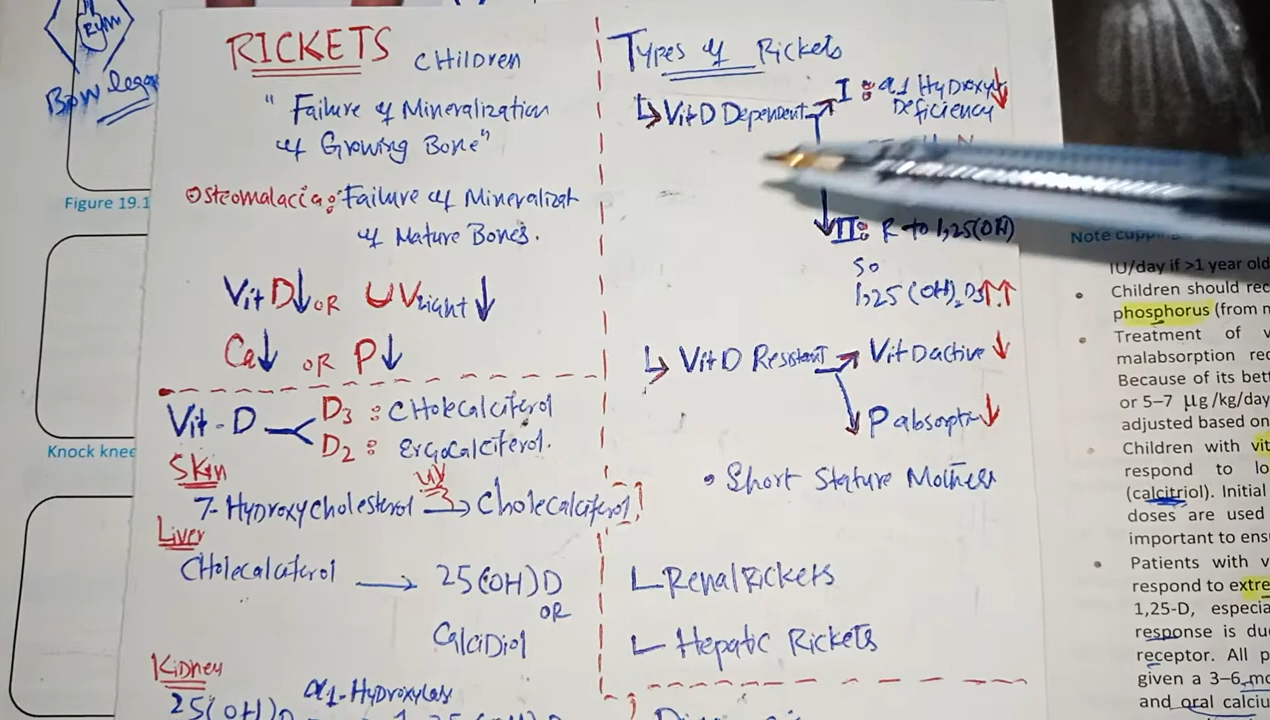 RYM
Bow legs
Figure 19.1
Knock knee
RICKETS Children
" Failure of Mineralization
of Growing Bone"
Osteomalacia: Failure of Mineralizat
of Mature Bones.
Vit D↓ OR UV Light ↓
Ca↓ OR P↓
Vit-D D3 : CHolecalciferol
D2 : Ergocalciferol.
Skin
UV
7-Hydroxycholesterol → Cholecalciferol
Liver
CHolecalciferol → 25(OH)D
OR
CalciDiol
Kidney
α1-Hydroxylas
25(OH)D
Types of Rickets
↳ Vit D Dependent I : α1 Hydroxyl↓
Deficiency
II: R to 1,25(OH)
so
1,25(OH)2D3↑↑
↳ Vit D Resistant → Vit D active ↓
P absorptn↓
• Short Stature Mothers
Renal Rickets
Hepatic Rickets
Note cupping
IU/day if >1 year old
• Children should rec
phosphorus (from m
• Treatment of v
malabsorption rec
Because of its bett
or 5–7 μg/kg/day
adjusted based on
• Children with vit
respond to lo
(calcitriol). Initial
doses are used
important to ens
• Patients with v
respond to extre
1,25-D, especia
response is du
receptor. All p
given a 3–6 mo
and oral calciu